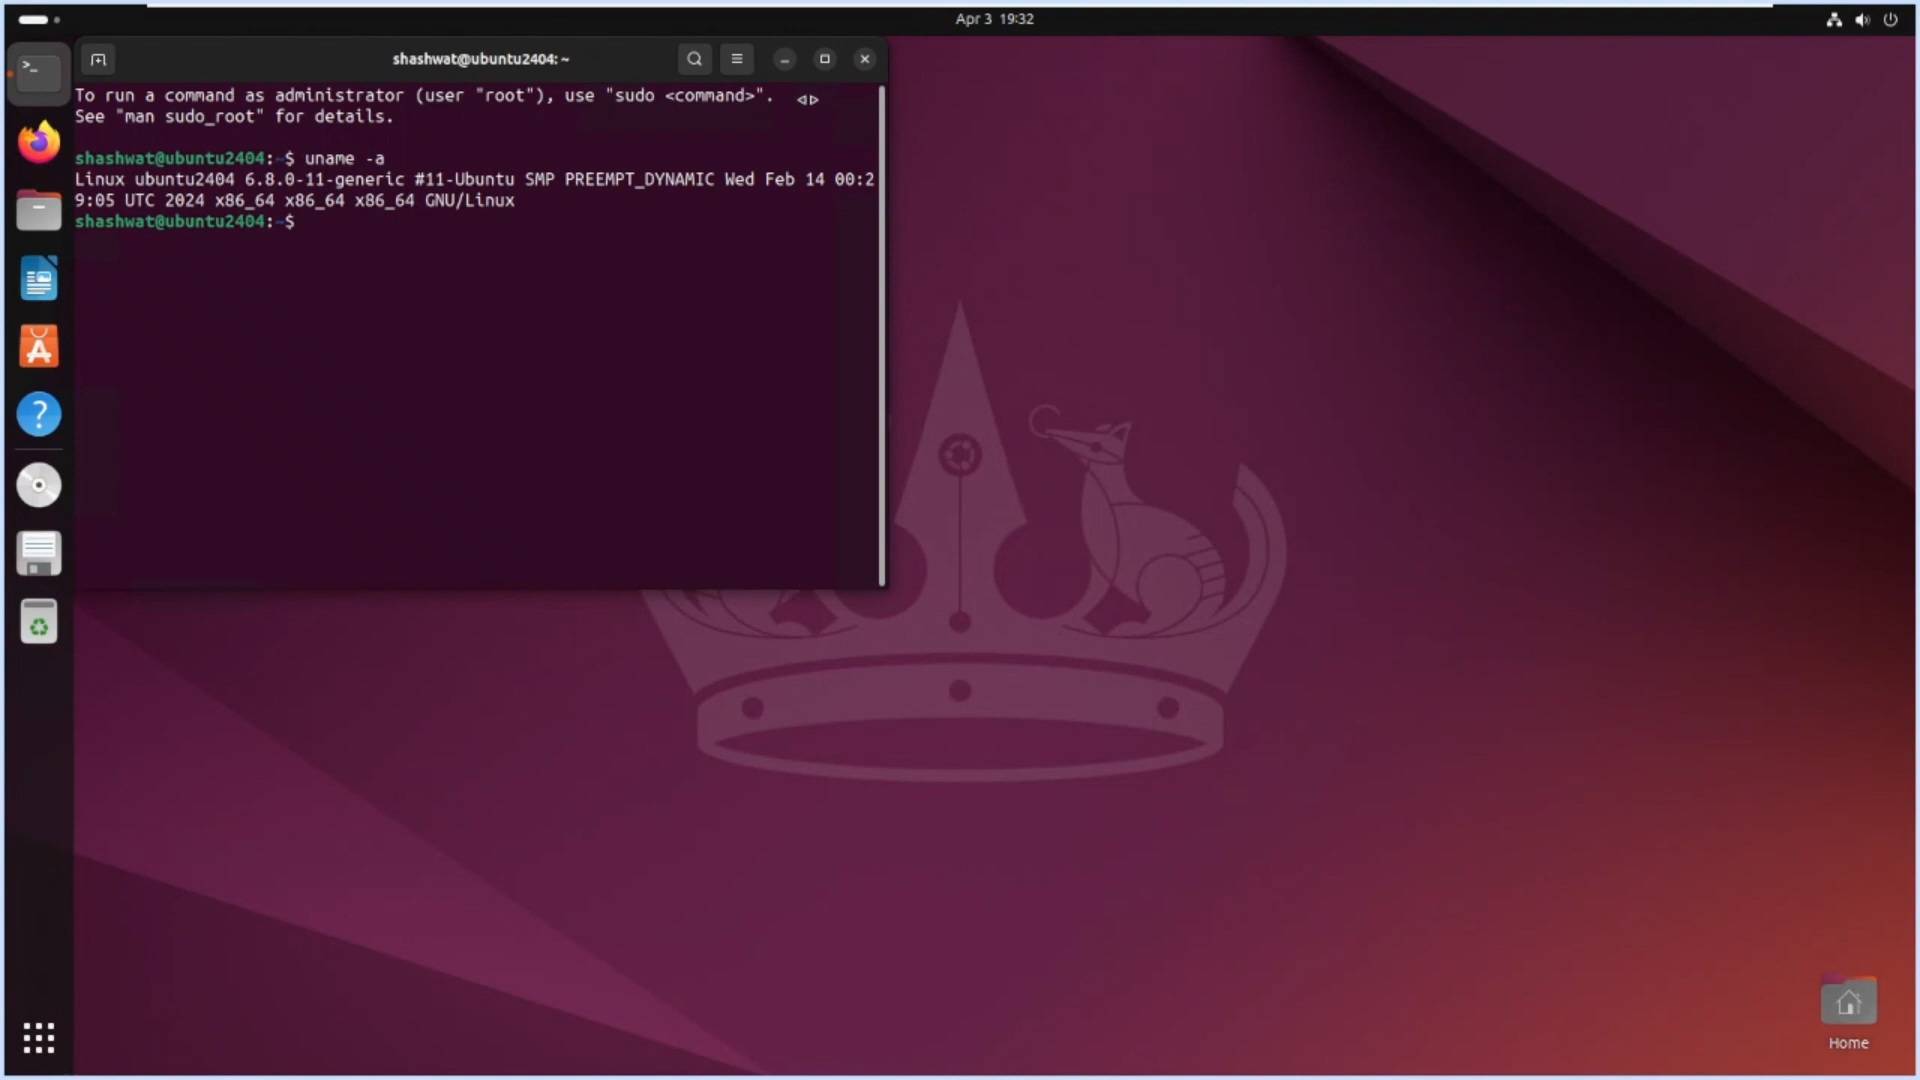 Apr 3 19:32
shashwat@ubuntu2404: ~
To run a command as administrator (user "root"), use "sudo <command>".
See "man sudo_root" for details.
shashwat@ubuntu2404:~$ uname -a
Linux ubuntu2404 6.8.0-11-generic #11-Ubuntu SMP PREEMPT_DYNAMIC Wed Feb 14 00:2
9:05 UTC 2024 x86_64 x86_64 x86_64 GNU/Linux
shashwat@ubuntu2404:~$
Home